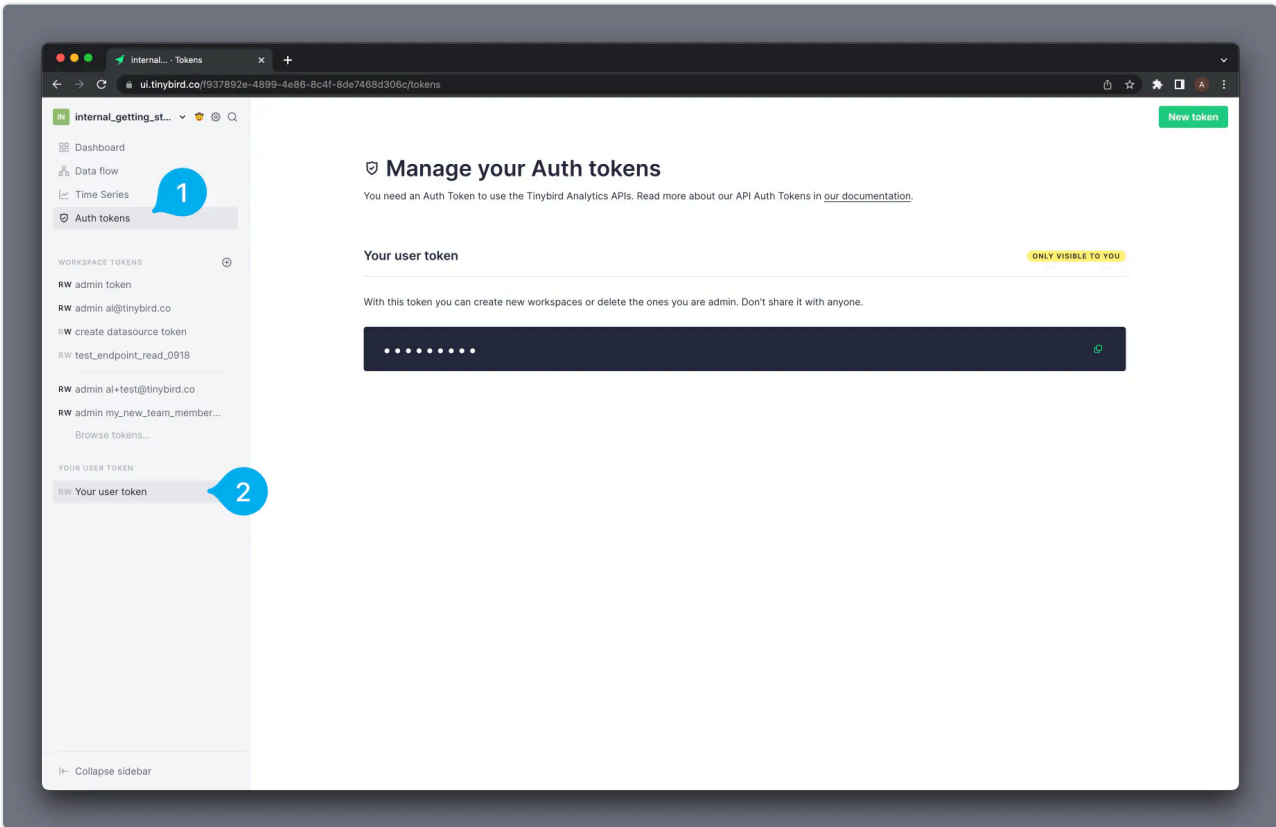 internal... · Tokens
ui.tinybird.co/f937892e-4899-4e86-8c4f-8de7468d306c/tokens
A
IN internal_getting_st...
New token
Dashboard
Data flow
Time Series
1
Auth tokens
Manage your Auth tokens
You need an Auth Token to use the Tinybird Analytics APIs. Read more about our API Auth Tokens in our documentation.
WORKSPACE TOKENS
RW admin token
RW admin al@tinybird.co
RW create datasource token
RW test_endpoint_read_0918
RW admin al+test@tinybird.co
RW admin my_new_team_member...
Browse tokens...
YOUR USER TOKEN
RW Your user token
2
Your user token
ONLY VISIBLE TO YOU
With this token you can create new workspaces or delete the ones you are admin. Don't share it with anyone.
Collapse sidebar